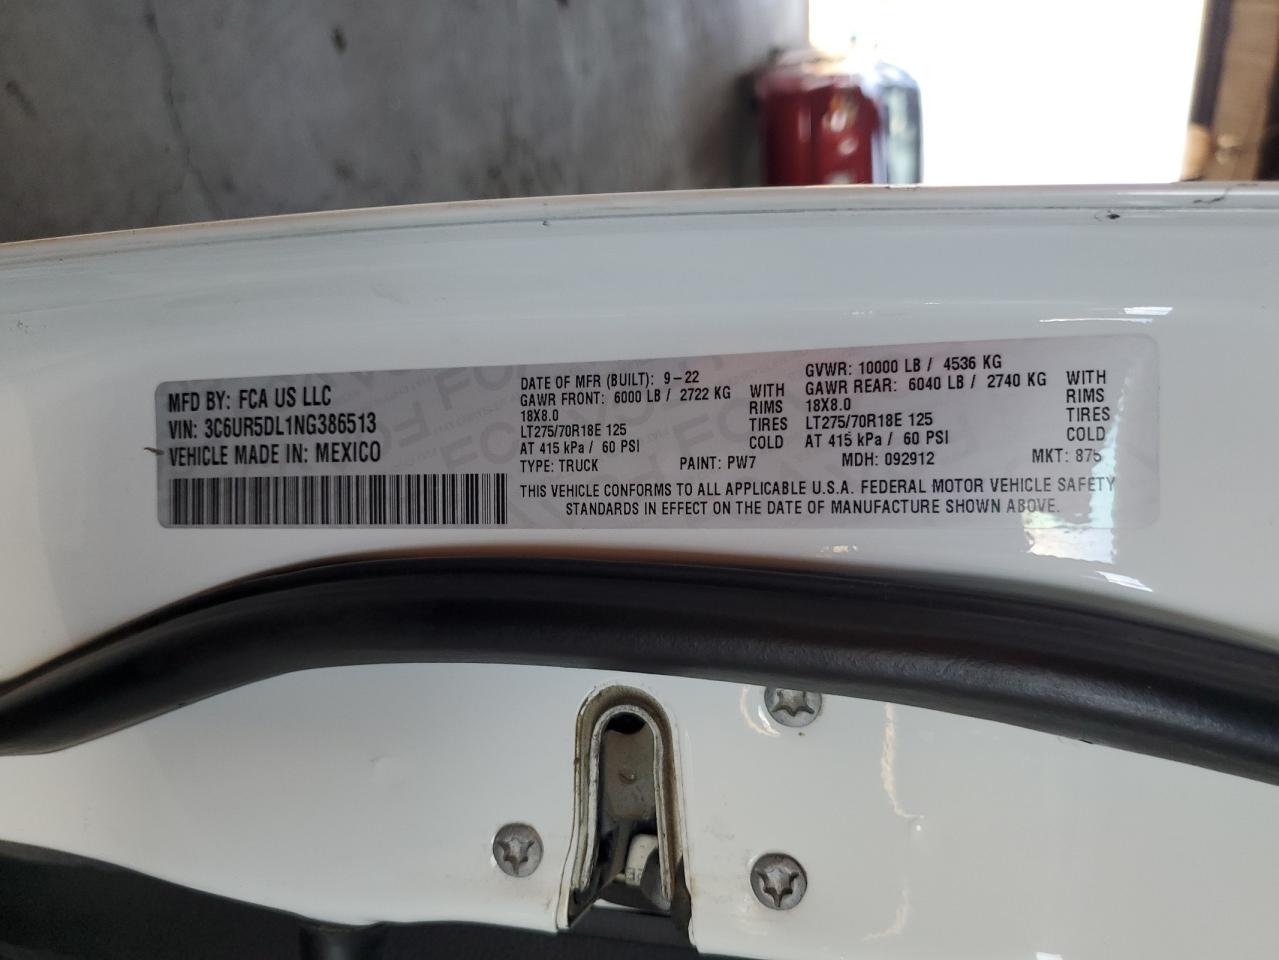 MFD BY: FCA US LLC
VIN: 3C6UR5DL1NG386513
VEHICLE MADE IN: MEXICO
DATE OF MFR (BUILT): 9-22
GAWR FRONT: 6000 LB / 2722 KG WITH
18X8.0 RIMS
LT275/70R18E 125 TIRES
AT 415 kPa / 60 PSI COLD
GVWR: 10000 LB / 4536 KG
GAWR REAR: 6040 LB / 2740 KG WITH
18X8.0 RIMS
LT275/70R18E 125 TIRES
AT 415 kPa / 60 PSI COLD
TYPE: TRUCK PAINT: PW7 MDH: 092912 MKT: 875
THIS VEHICLE CONFORMS TO ALL APPLICABLE U.S.A. FEDERAL MOTOR VEHICLE SAFETY
STANDARDS IN EFFECT ON THE DATE OF MANUFACTURE SHOWN ABOVE.